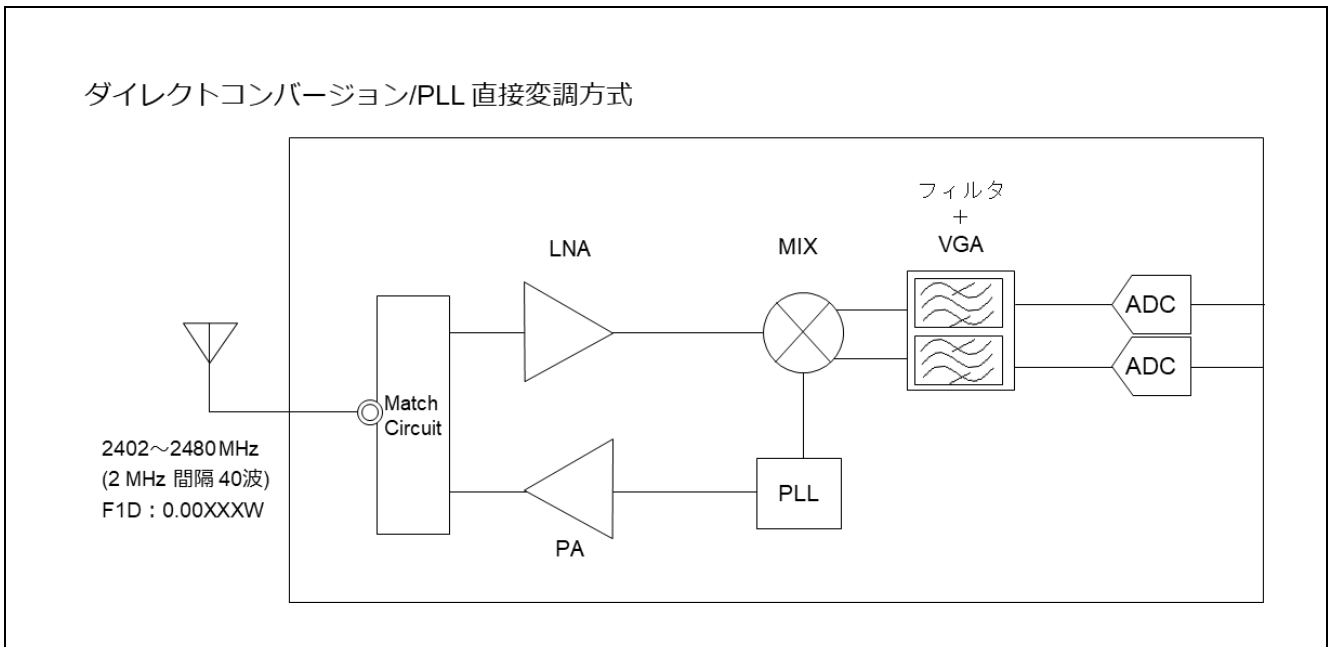 ダイレクトコンバージョン/PLL 直接変調方式
フィルタ
+
VGA
LNA
MIX
ADC
ADC
Match
Circuit
2402～2480MHz
(2 MHz 間隔 40波)
F1D：0.00XXXW
PLL
PA